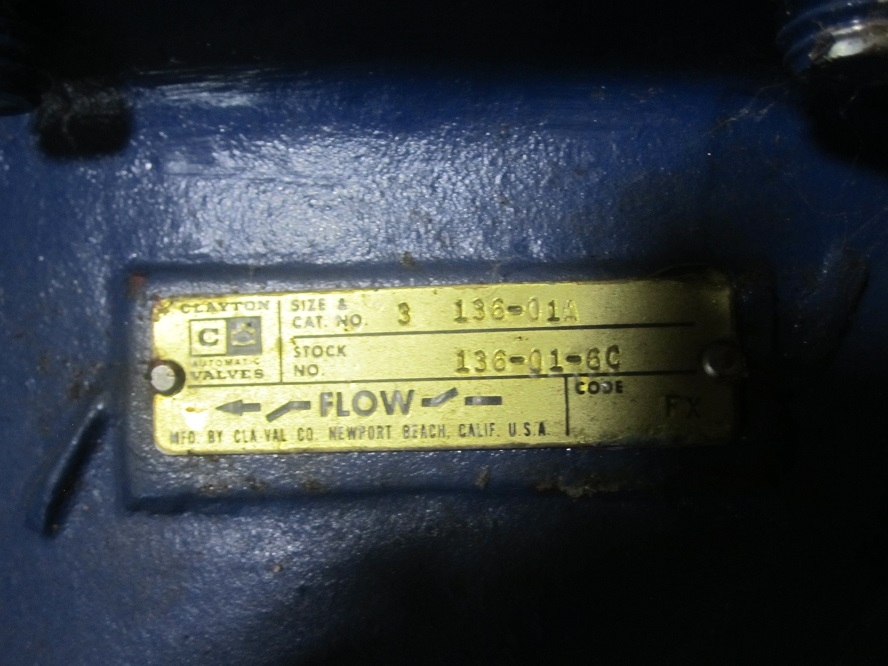 CLAYTON
C
AUTOMATIC
VALVES
SIZE &
CAT. NO. 3 136-01A
STOCK
NO. 136-01-6C
FLOW
CODE FX
MFD. BY CLA-VAL CO. NEWPORT BEACH, CALIF. U.S.A.